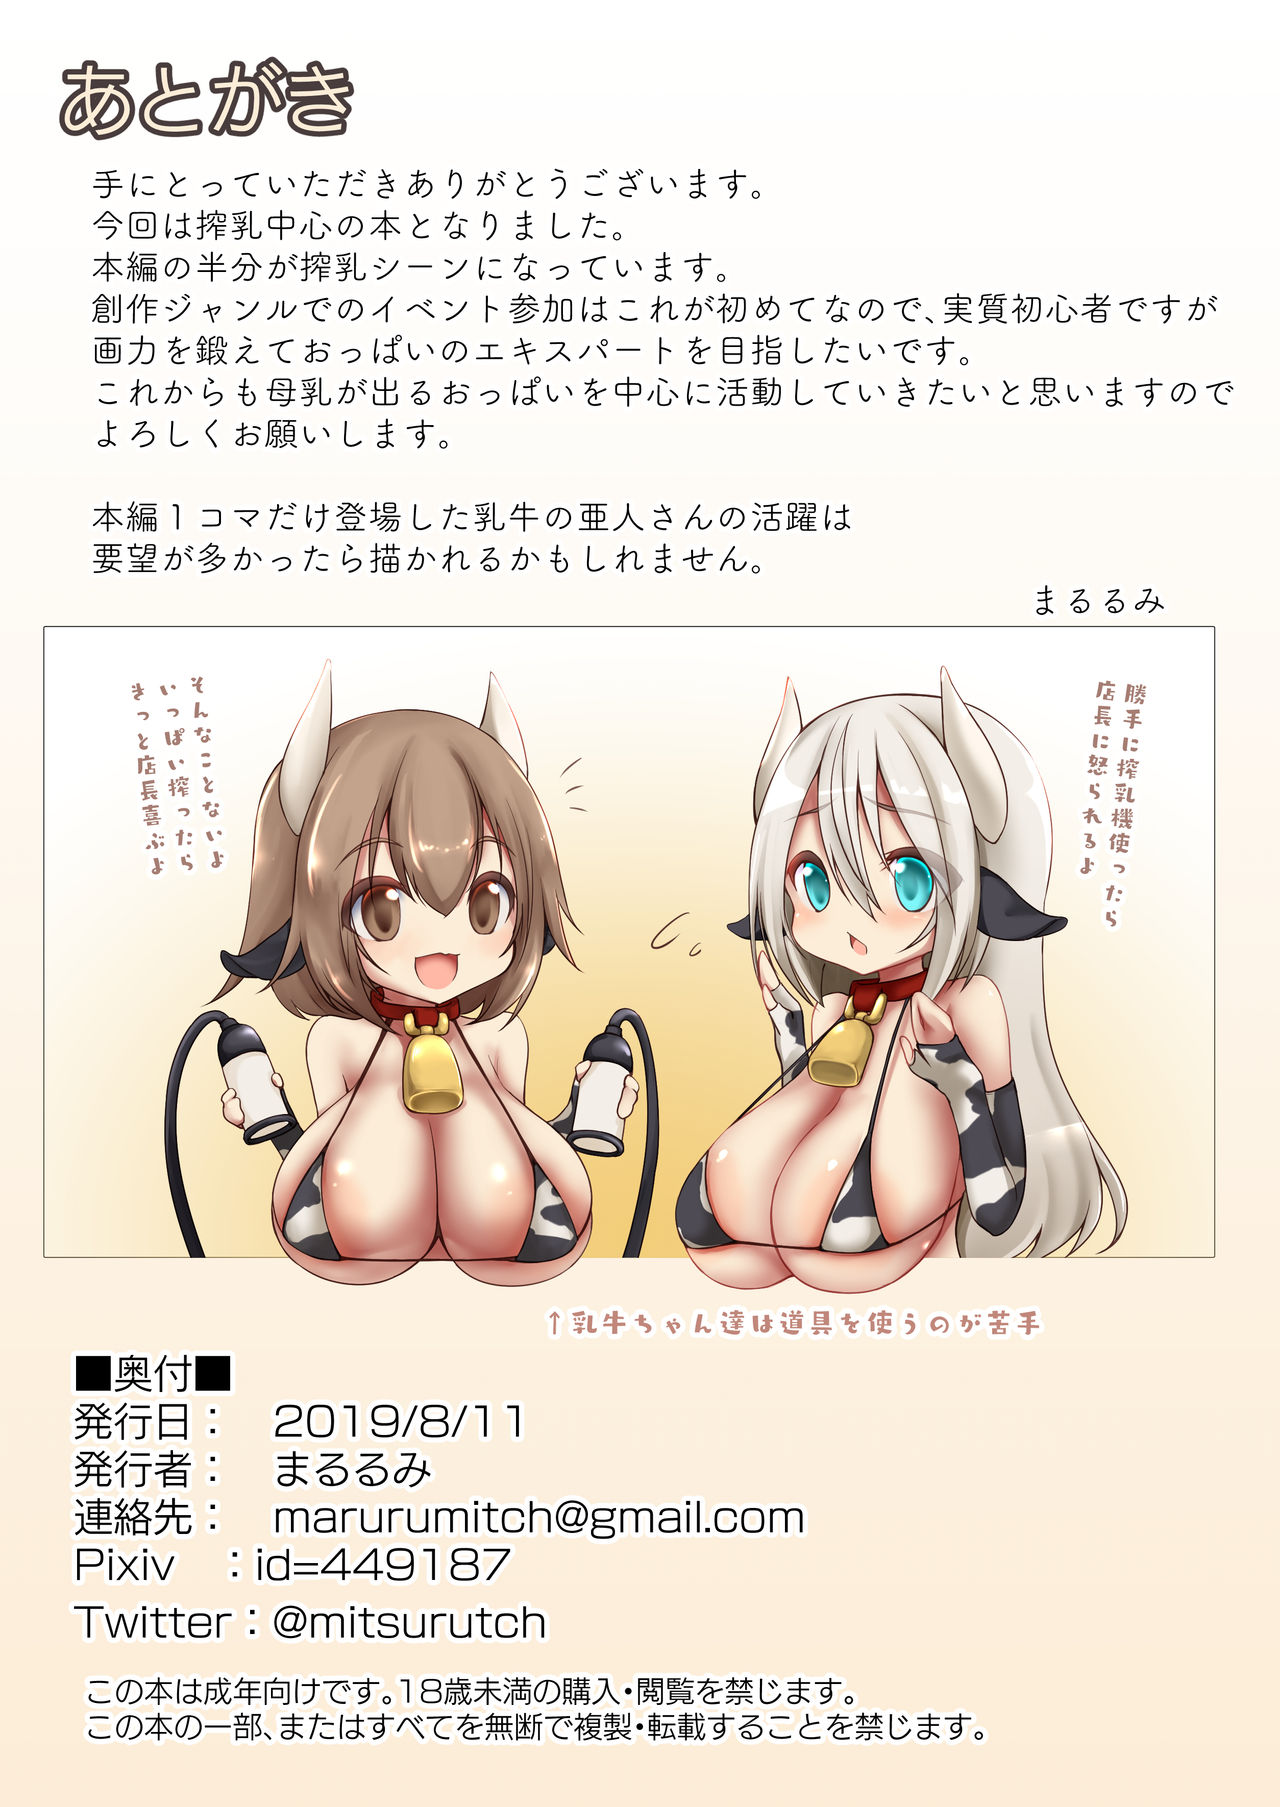 あとがき
手にとっていただきありがとうございます。
今回は搾乳中心の本となりました。
本編の半分が搾乳シーンになっています。
創作ジャンルでのイベント参加はこれが初めてなので、実質初心者ですが
画力を鍛えておっぱいのエキスパートを目指したいです。
これからも母乳が出るおっぱいを中心に活動していきたいと思いますので
よろしくお願いします。
本編１コマだけ登場した乳牛の亜人さんの活躍は
要望が多かったら描かれるかもしれません。
まるるみ
勝手に搾乳機使ったら
店長に怒られるよ
そんなことないよ
いっぱい搾ったら
きっと店長喜ぶよ
↑乳牛ちゃん達は道具を使うのが苦手
■奥付■
発行日：　2019/8/11
発行者：　まるるみ
連絡先：　marurumitch@gmail.com
Pixiv　：id=449187
Twitter：@mitsurutch
この本は成年向けです。18歳未満の購入・閲覧を禁じます。
この本の一部、またはすべてを無断で複製・転載することを禁じます。